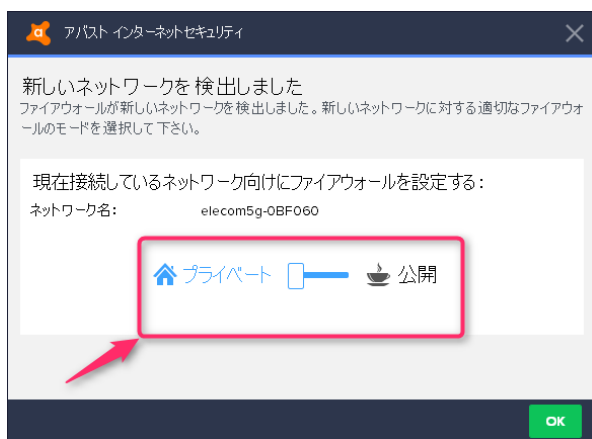 アバスト インターネットセキュリティ
新しいネットワークを検出しました
ファイアウォールが新しいネットワークを検出しました。新しいネットワークに対する適切なファイアウォ
ールのモードを選択して下さい。
現在接続しているネットワーク向けにファイアウォールを設定する:
ネットワーク名: elecom5g-0BF060
プライベート 公開
OK